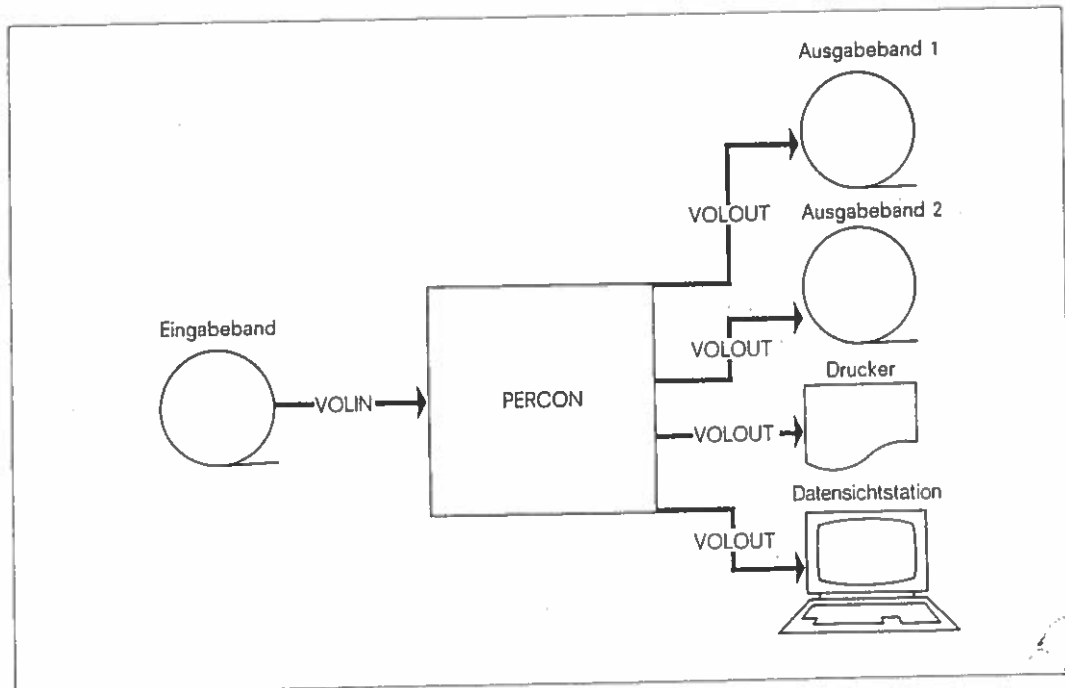 Ausgabeband 1
VOLOUT
Ausgabeband 2
Eingabeband
VOLOUT
VOLIN
PERCON
Drucker
VOLOUT
Datensichtstation
VOLOUT